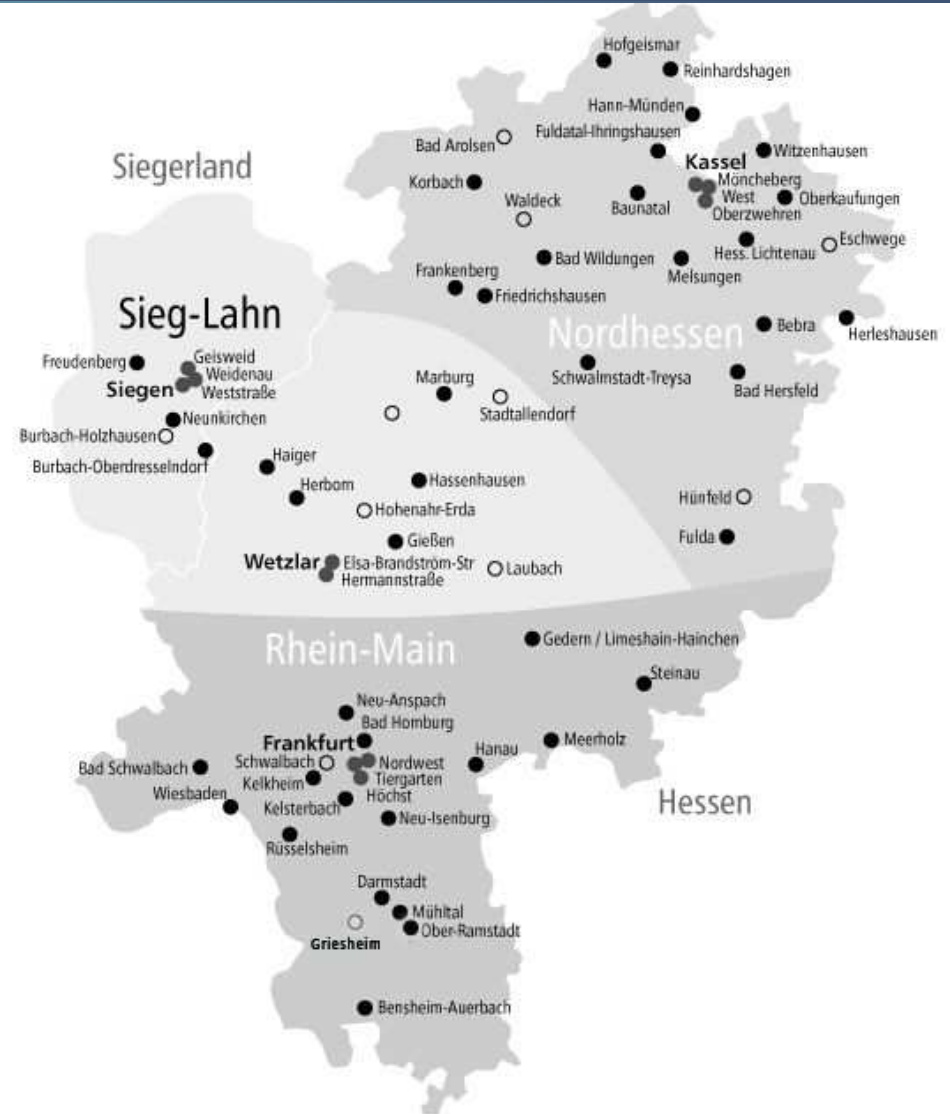 Hofgeismar
Reinhardshagen
Hann-Münden
Fuldatal-Ihringshausen
Bad Arolsen
Witzenhausen
Siegerland
Kassel
Korbach
Möncheberg
Waldeck
West
Oberkaufungen
Baunatal
Oberzwehren
Eschwege
Hess. Lichtenau
Bad Wildungen
Frankenberg
Melsungen
Friedrichshausen
Sieg-Lahn
Nordhessen
Bebra
Herleshausen
Geisweid
Freudenberg
Weidenau
Marburg
Schwalmstadt-Treysa
Siegen
Weststraße
Bad Hersfeld
Stadtallendorf
Neunkirchen
Burbach-Holzhausen
Haiger
Burbach-Oberdresselndorf
Herborn
Hassenhausen
Hünfeld
Hohenahr-Erda
Fulda
Gießen
Wetzlar
Elsa-Brandström-Str
Laubach
Hermannstraße
Gedern / Limeshain-Hainchen
Rhein-Main
Steinau
Neu-Anspach
Bad Homburg
Frankfurt
Meerholz
Hanau
Schwalbach
Nordwest
Bad Schwalbach
Tiergarten
Kelkheim
Wiesbaden
Höchst
Hessen
Kelsterbach
Neu-Isenburg
Rüsselsheim
Darmstadt
Mühltal
Ober-Ramstadt
Griesheim
Bensheim-Auerbach